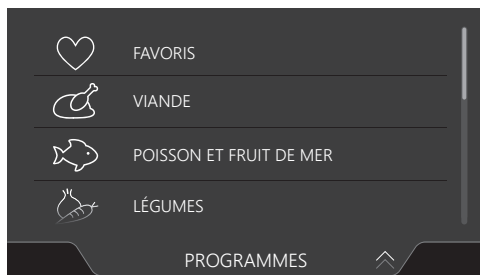 FAVORIS
VIANDE
POISSON ET FRUIT DE MER
LÉGUMES
PROGRAMMES